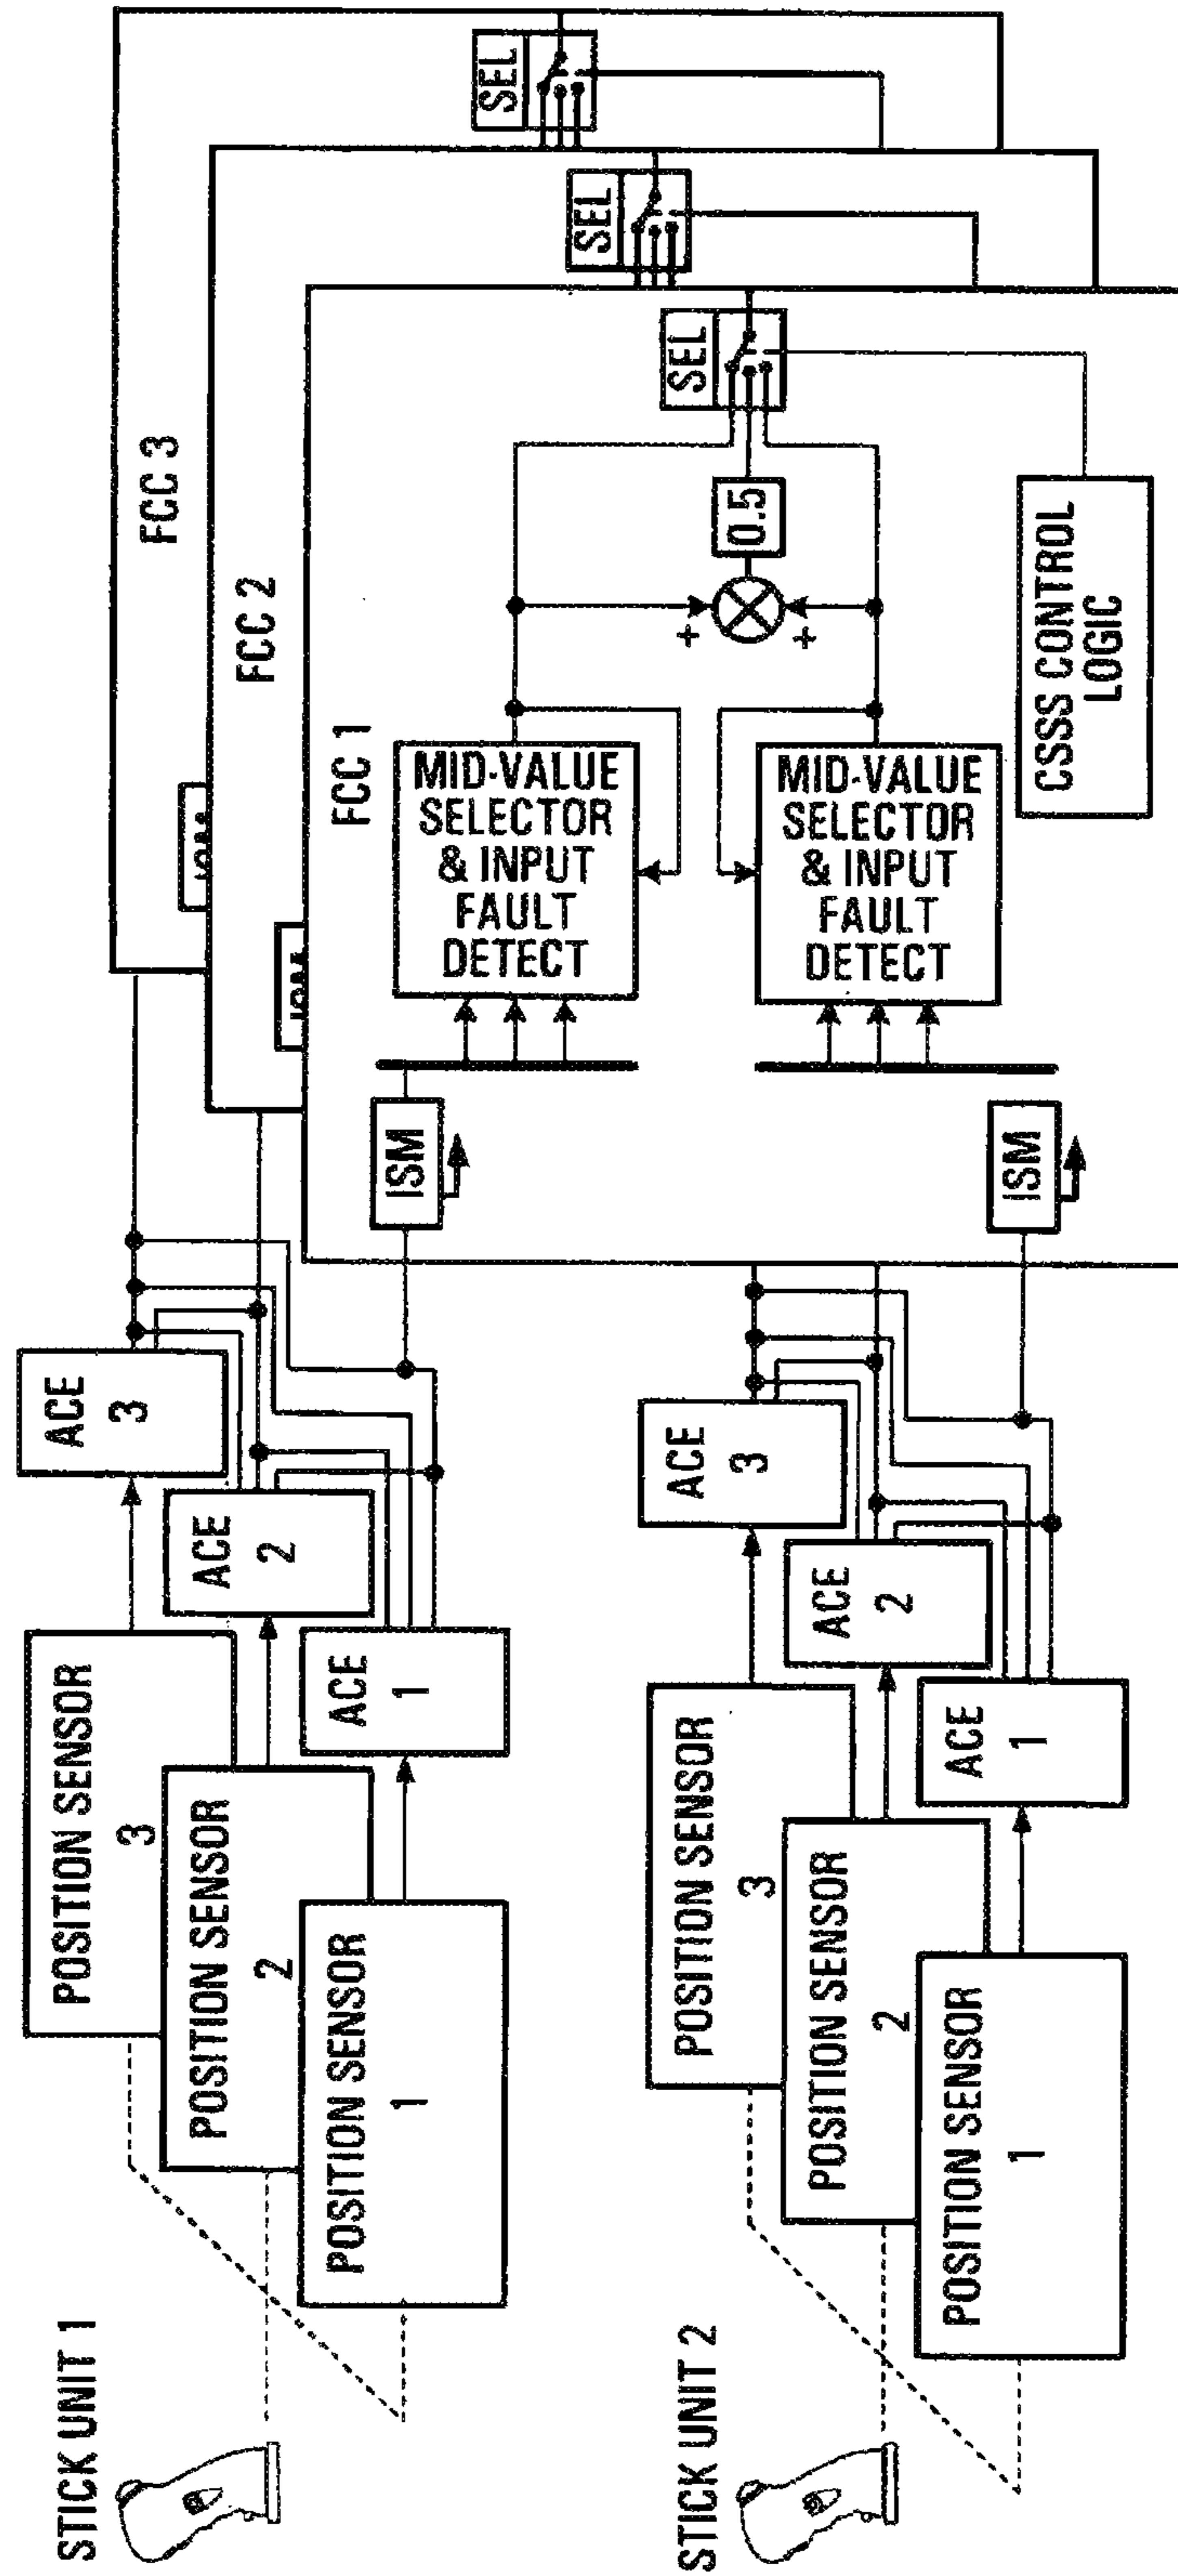 STICK UNIT 1
POSITION SENSOR
3
POSITION SENSOR
2
POSITION SENSOR
1
ACE
3
ACE
2
ACE
1
STICK UNIT 2
POSITION SENSOR
3
POSITION SENSOR
2
POSITION SENSOR
1
ACE
3
ACE
2
ACE
1
FCC 3
SEL
FCC 2
SEL
FCC 1
ISM
MID-VALUE
SELECTOR
& INPUT
FAULT
DETECT
+
+
0.5
SEL
ISM
MID-VALUE
SELECTOR
& INPUT
FAULT
DETECT
CSSS CONTROL
LOGIC